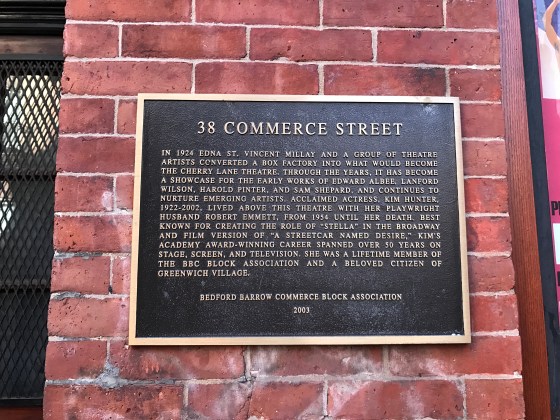 38 COMMERCE STREET
IN 1924 EDNA ST. VINCENT MILLAY AND A GROUP OF THEATRE
ARTISTS CONVERTED A BOX FACTORY INTO WHAT WOULD BECOME
THE CHERRY LANE THEATRE. THROUGH THE YEARS, IT HAS BECOME
A SHOWCASE FOR THE EARLY WORKS OF EDWARD ALBEE, LANFORD
WILSON, HAROLD PINTER, AND SAM SHEPARD, AND CONTINUES TO
NURTURE EMERGING ARTISTS. ACCLAIMED ACTRESS, KIM HUNTER,
1922-2002, LIVED ABOVE THIS THEATRE WITH HER PLAYWRIGHT
HUSBAND ROBERT EMMETT, FROM 1954 UNTIL HER DEATH. BEST
KNOWN FOR CREATING THE ROLE OF "STELLA" IN THE BROADWAY
AND FILM VERSION OF "A STREETCAR NAMED DESIRE," KIM'S
ACADEMY AWARD-WINNING CAREER SPANNED OVER 50 YEARS ON
STAGE, SCREEN, AND TELEVISION. SHE WAS A LIFETIME MEMBER OF
THE BBC BLOCK ASSOCIATION AND A BELOVED CITIZEN OF
GREENWICH VILLAGE.
BEDFORD BARROW COMMERCE BLOCK ASSOCIATION
2003